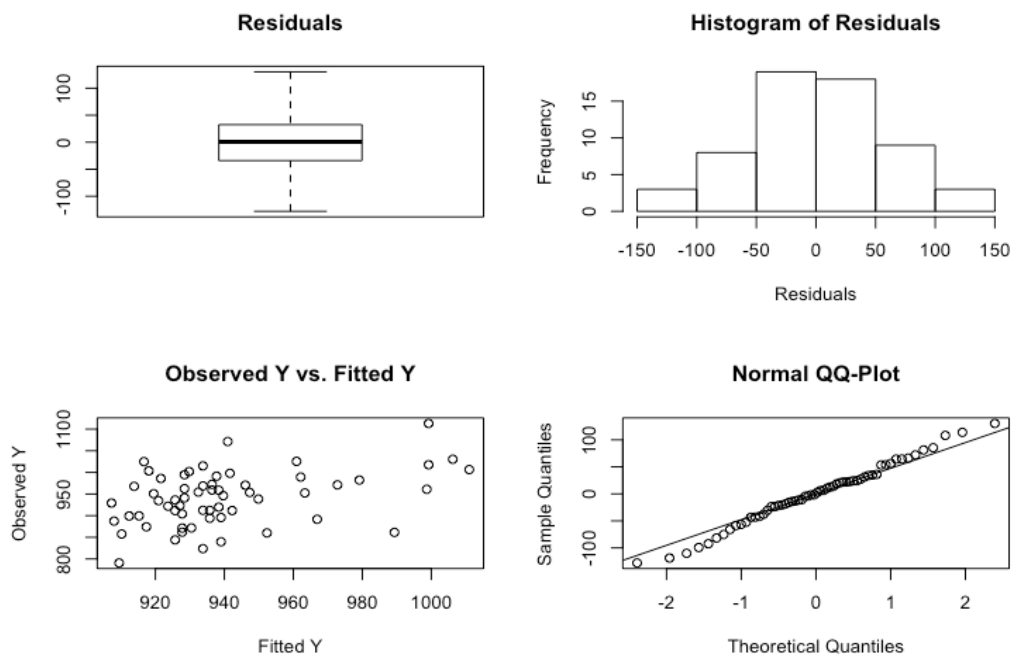 Residuals
100
0
-100
Histogram of Residuals
Frequency
15
10
5
0
-150 -100 -50 0 50 100 150
Residuals
Observed Y vs. Fitted Y
Observed Y
1100
950
800
920 940 960 980 1000
Fitted Y
Normal QQ-Plot
Sample Quantiles
100
0
-100
-2 -1 0 1 2
Theoretical Quantiles